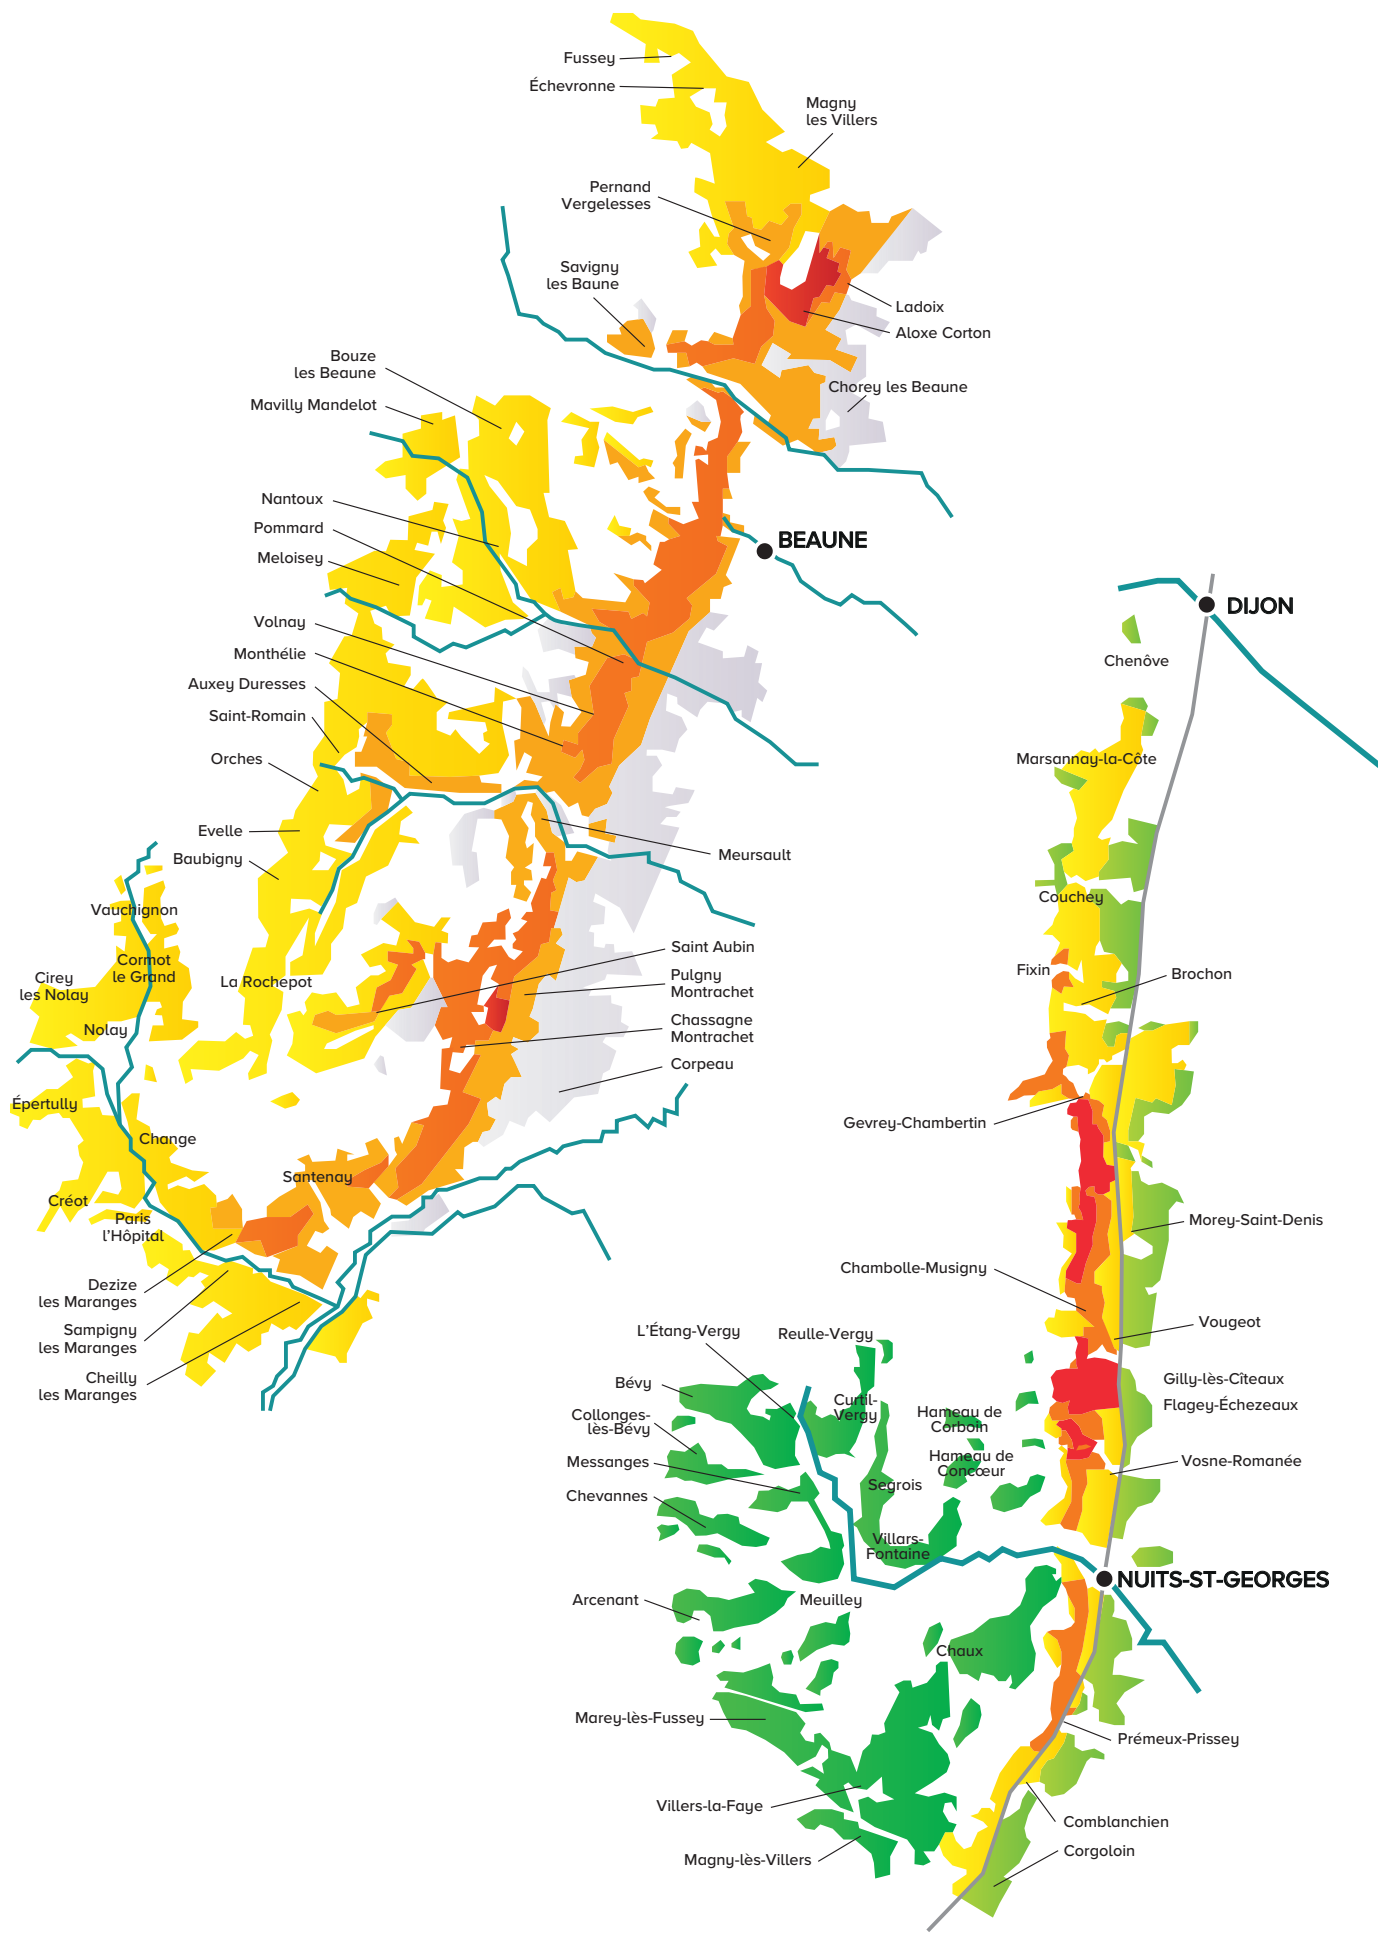 Fussey
Échevronne
Magny
les Villers
Pernand
Vergelesses
Savigny
les Baune
Ladoix
Aloxe Corton
Bouze
les Beaune
Chorey les Beaune
Mavilly Mandelot
Nantoux
Pommard
BEAUNE
Meloisey
DIJON
Volnay
Monthélie
Chenôve
Auxey Duresses
Saint-Romain
Orches
Marsannay-la-Côte
Evelle
Baubigny
Meursault
Couchey
Vauchignon
Saint Aubin
Cormot
le Grand
Cirey
les Nolay
La Rochepot
Pulgny
Montrachet
Fixin
Brochon
Nolay
Chassagne
Montrachet
Corpeau
Épertully
Gevrey-Chambertin
Change
Santenay
Créot
Paris
l'Hôpital
Morey-Saint-Denis
Chambolle-Musigny
Dezize
les Maranges
Sampigny
les Maranges
Cheilly
les Maranges
L'Étang-Vergy
Reulle-Vergy
Vougeot
Bévy
Gilly-lès-Cîteaux
Flagey-Échezeaux
Curtil-
Vergy
Collonges-
lès-Bévy
Hameau de
Corboin
Messanges
Hameau de
Concœur
Vosne-Romanée
Chevannes
Segrois
Villars-
Fontaine
NUITS-ST-GEORGES
Arcenant
Meuilley
Chaux
Marey-lès-Fussey
Prémeux-Prissey
Villers-la-Faye
Comblanchien
Magny-lès-Villers
Corgoloin